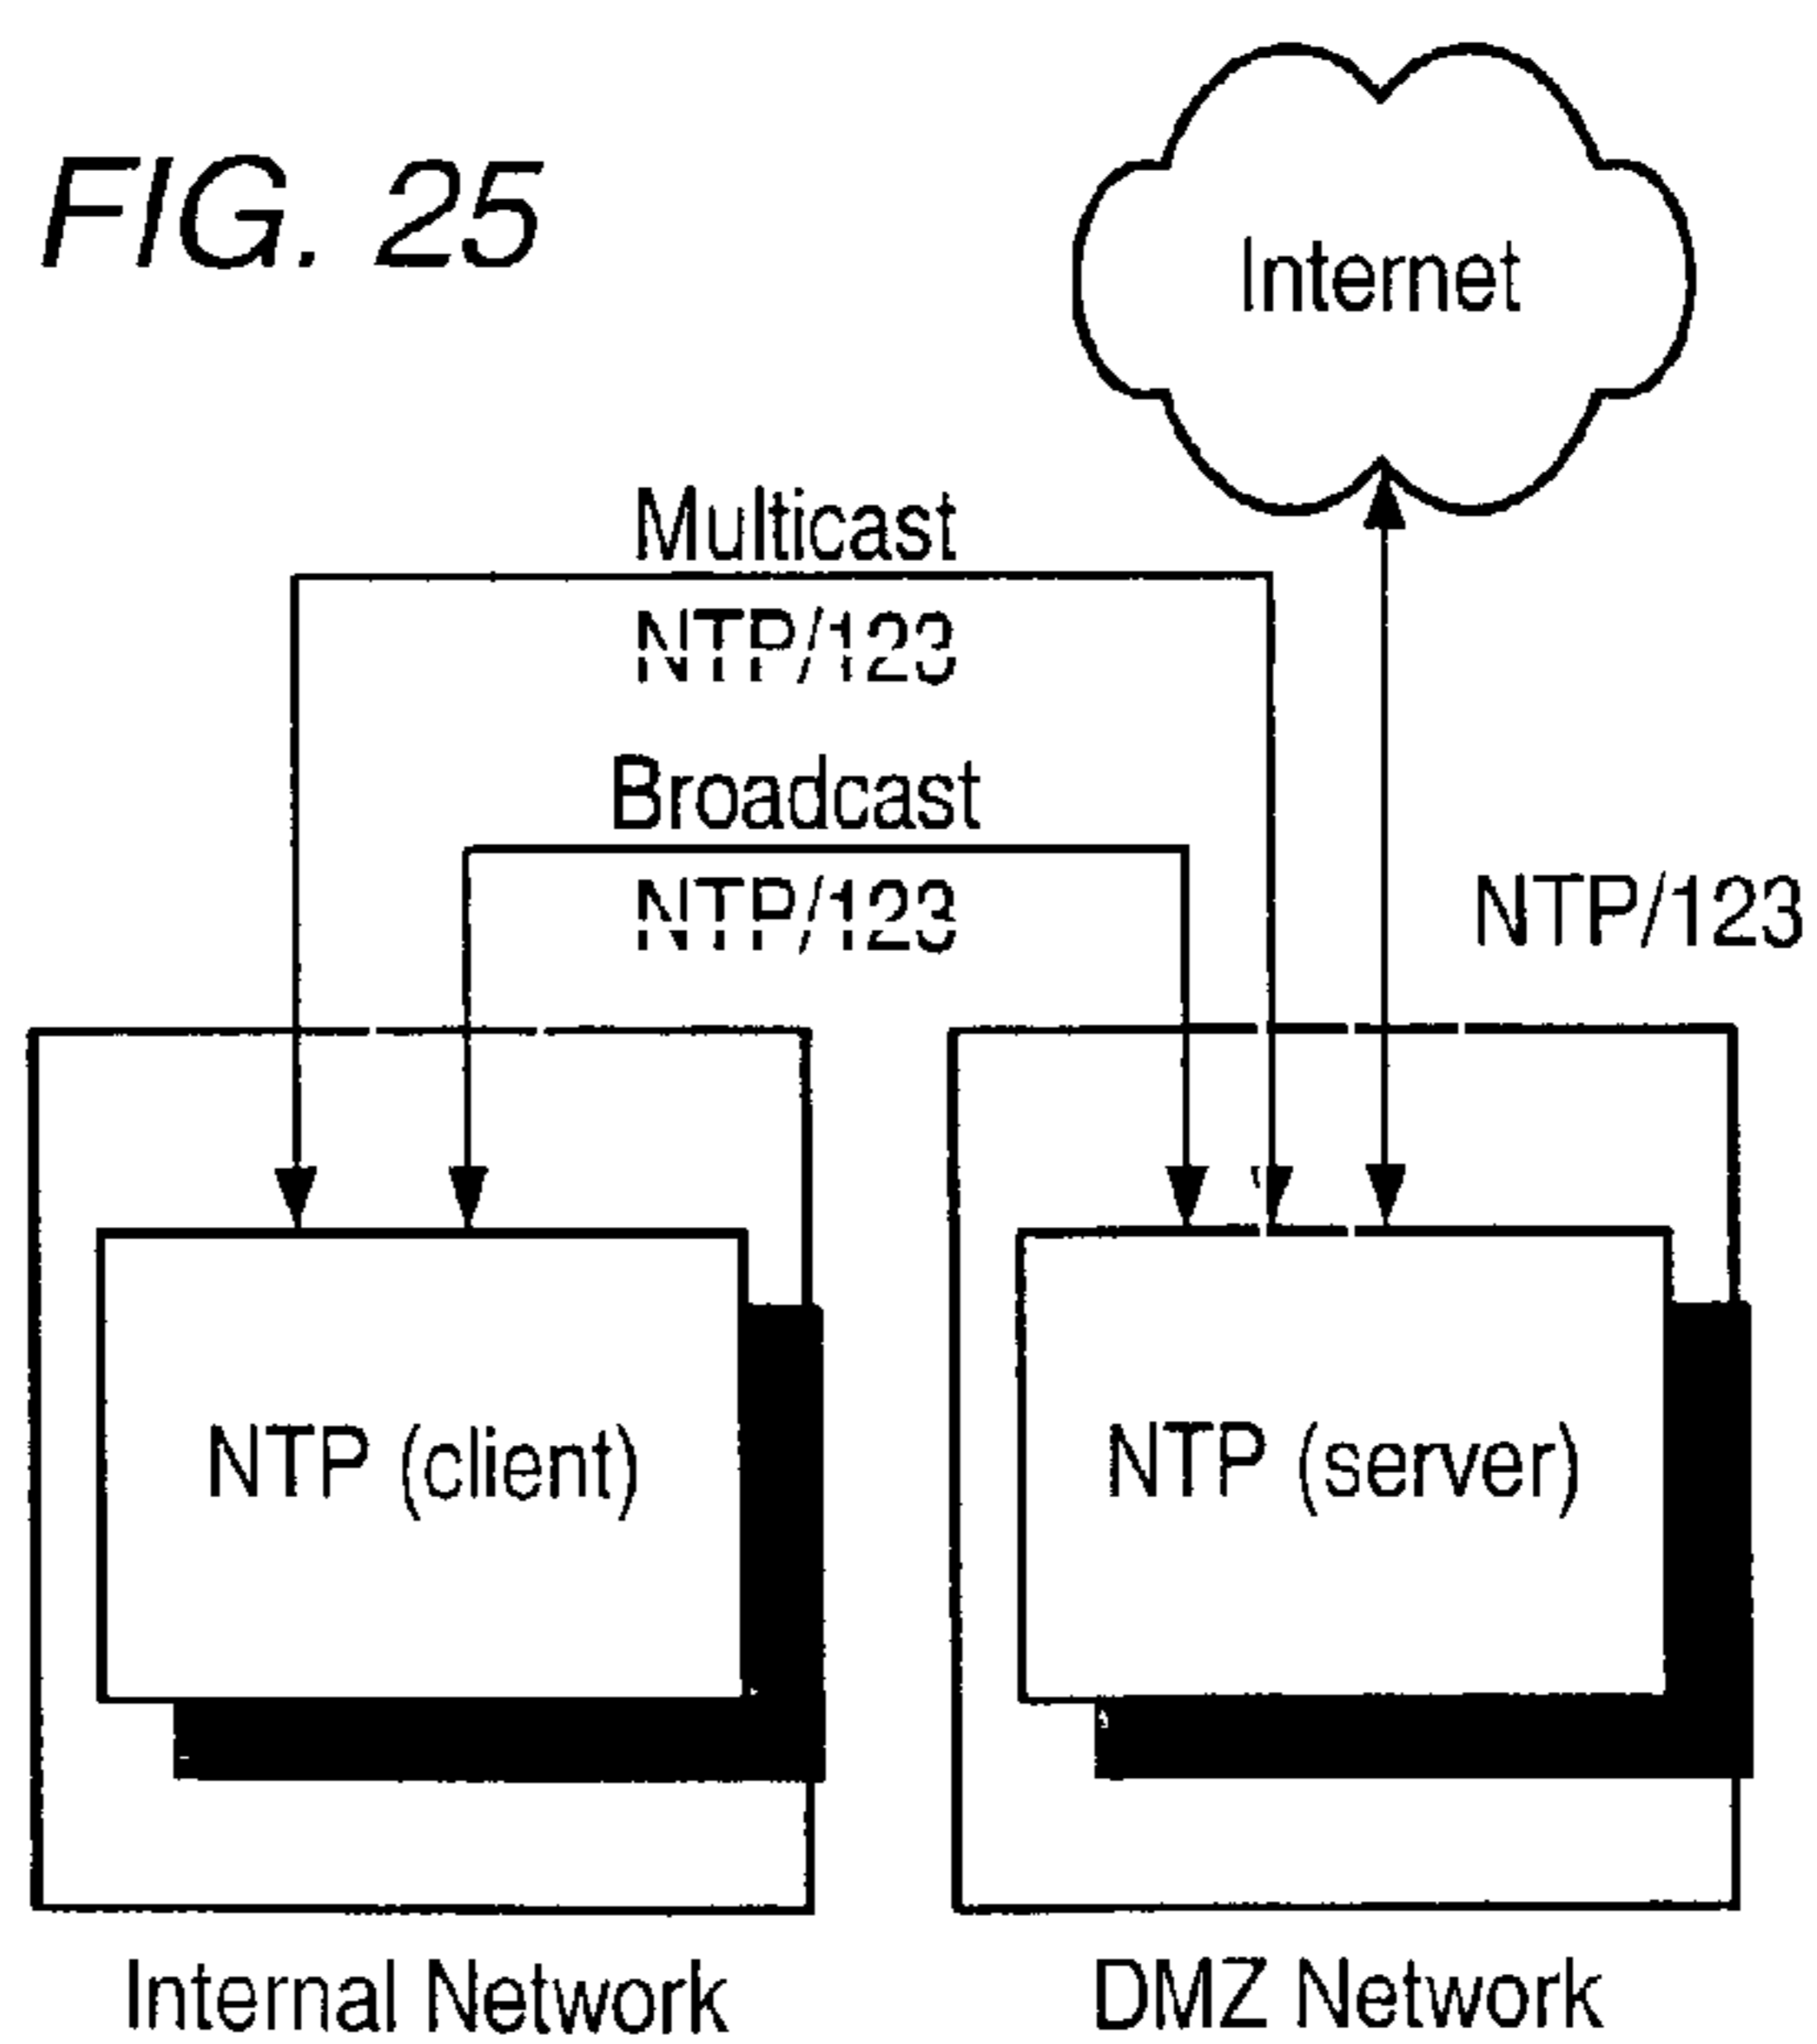 FIG. 25
Internet
Multicast
NTP/123
Broadcast
NTP/123
NTP/123
NTP (client)
NTP (server)
Internal Network
DMZ Network